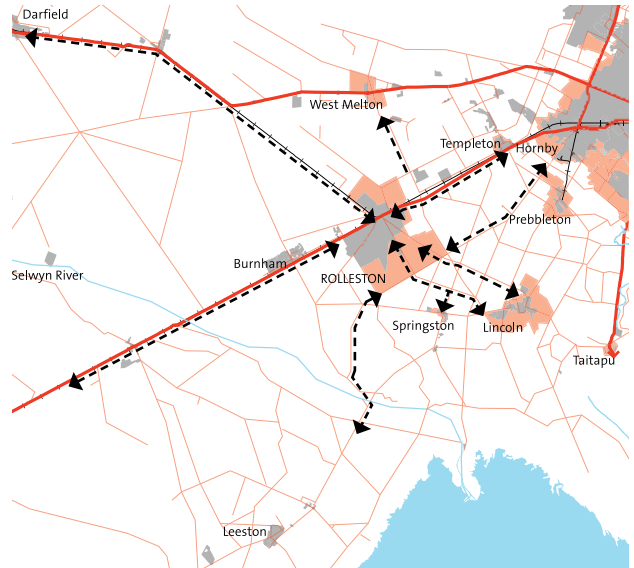 Darfield
West Melton
Templeton
Hornby
Prebbleton
Selwyn River
Burnham
ROLLESTON
Springston
Lincoln
Taitapu
Leeston